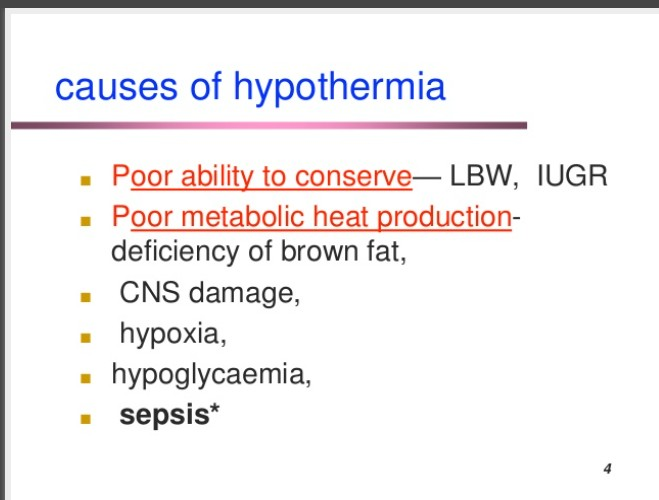 causes of hypothermia
Poor ability to conserve— LBW, IUGR
Poor metabolic heat production-
deficiency of brown fat,
CNS damage,
hypoxia,
hypoglycaemia,
sepsis*
4